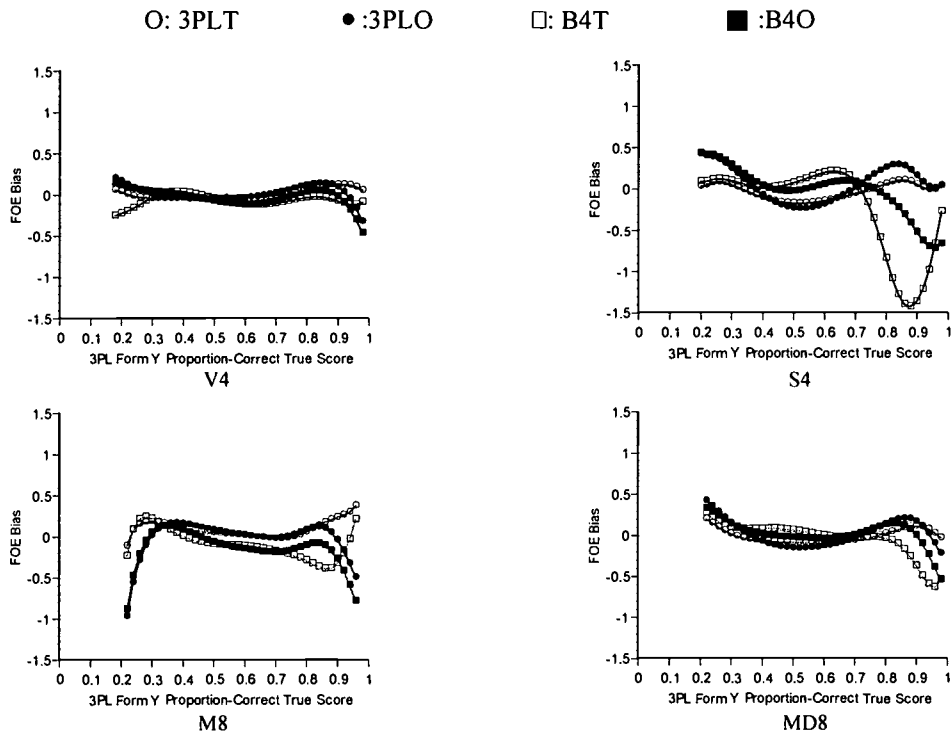 O: 3PLT ● :3PLO □: B4T ■ :B4O
1.5
1
0.5
0
-0.5
-1
-1.5
FOE Bias
0 0.1 0.2 0.3 0.4 0.5 0.6 0.7 0.8 0.9 1
3PL Form Y Proportion-Correct True Score
V4
1.5
1
0.5
0
-0.5
-1
-1.5
FOE Bias
0 0.1 0.2 0.3 0.4 0.5 0.6 0.7 0.8 0.9 1
3PL Form Y Proportion-Correct True Score
S4
1.5
1
0.5
0
-0.5
-1
-1.5
FOE Bias
0 0.1 0.2 0.3 0.4 0.5 0.6 0.7 0.8 0.9 1
3PL Form Y Proportion-Correct True Score
M8
1.5
1
0.5
0
-0.5
-1
-1.5
FOE Bias
0 0.1 0.2 0.3 0.4 0.5 0.6 0.7 0.8 0.9 1
3PL Form Y Proportion-Correct True Score
MD8